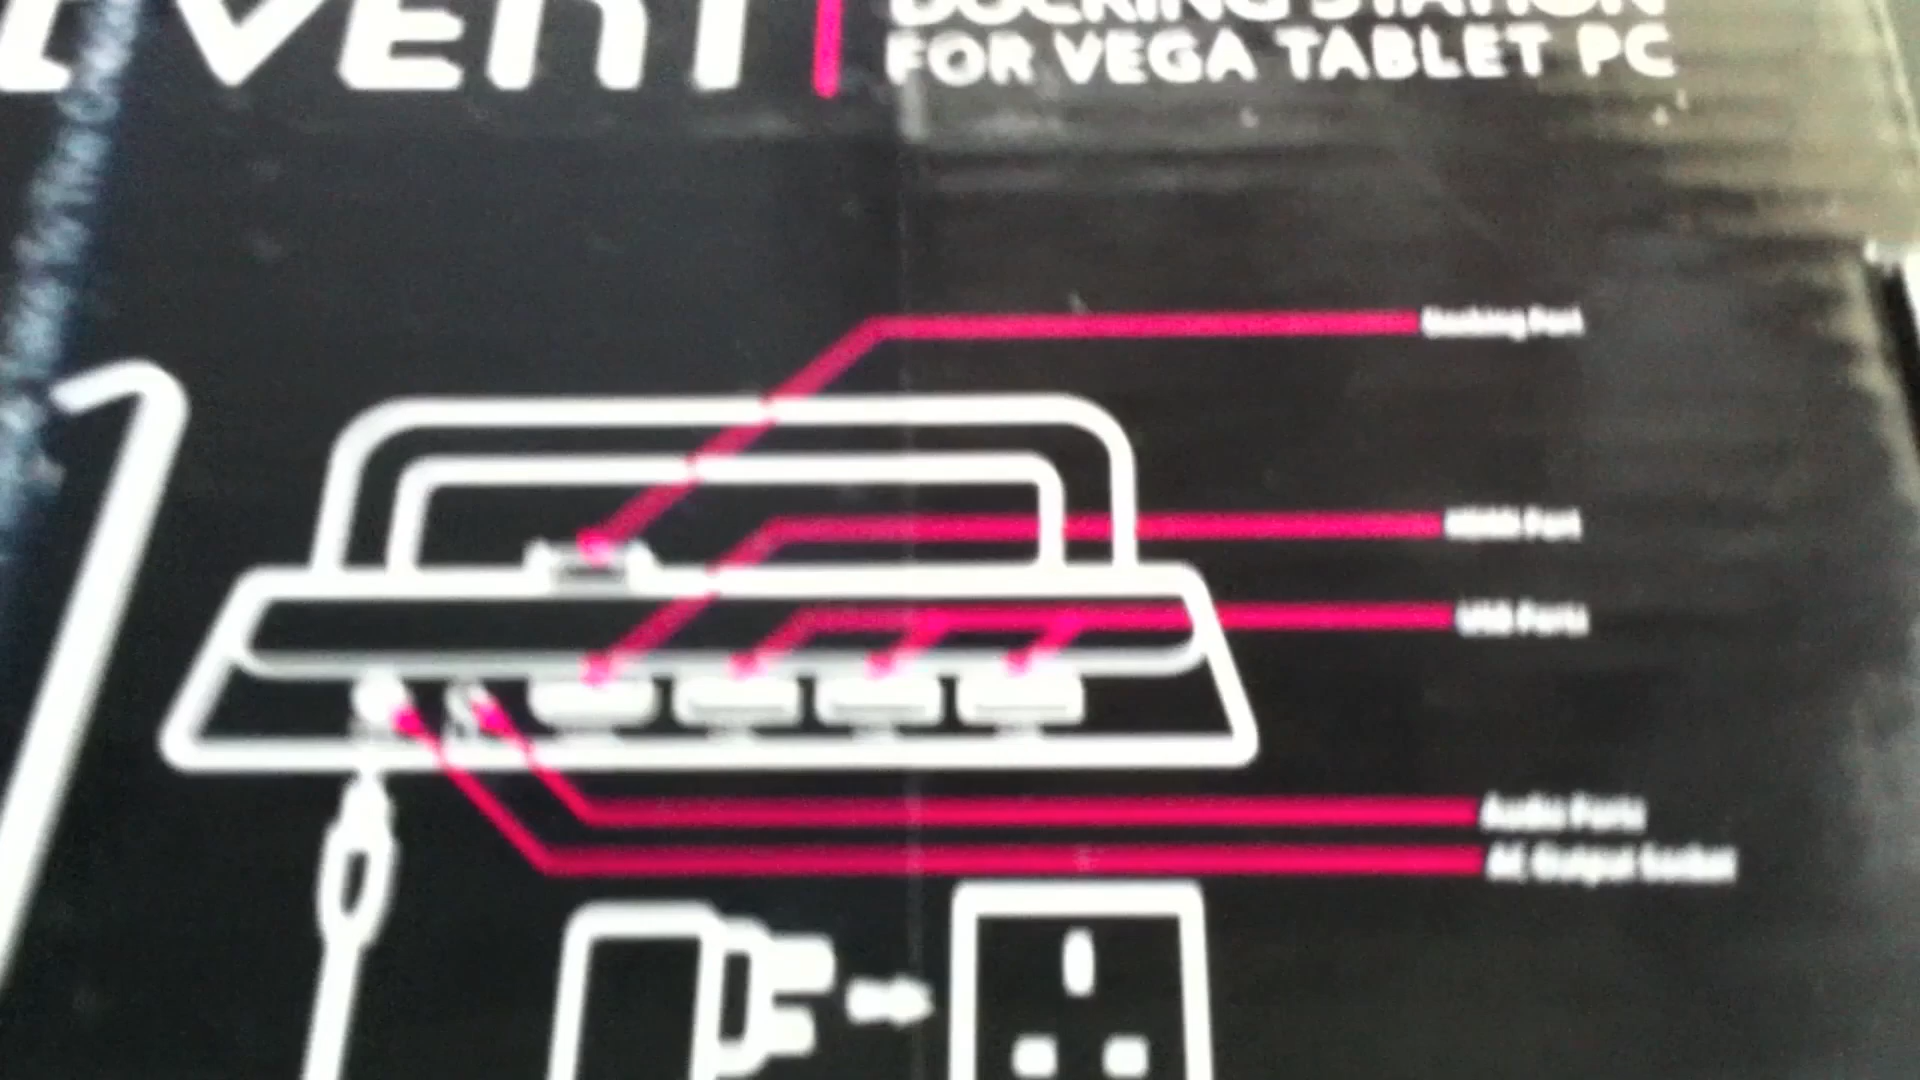 DOCKING STATION
FOR VEGA TABLET PC
Docking Port
HDMI Port
USB Ports
Audio Ports
AC Output Socket